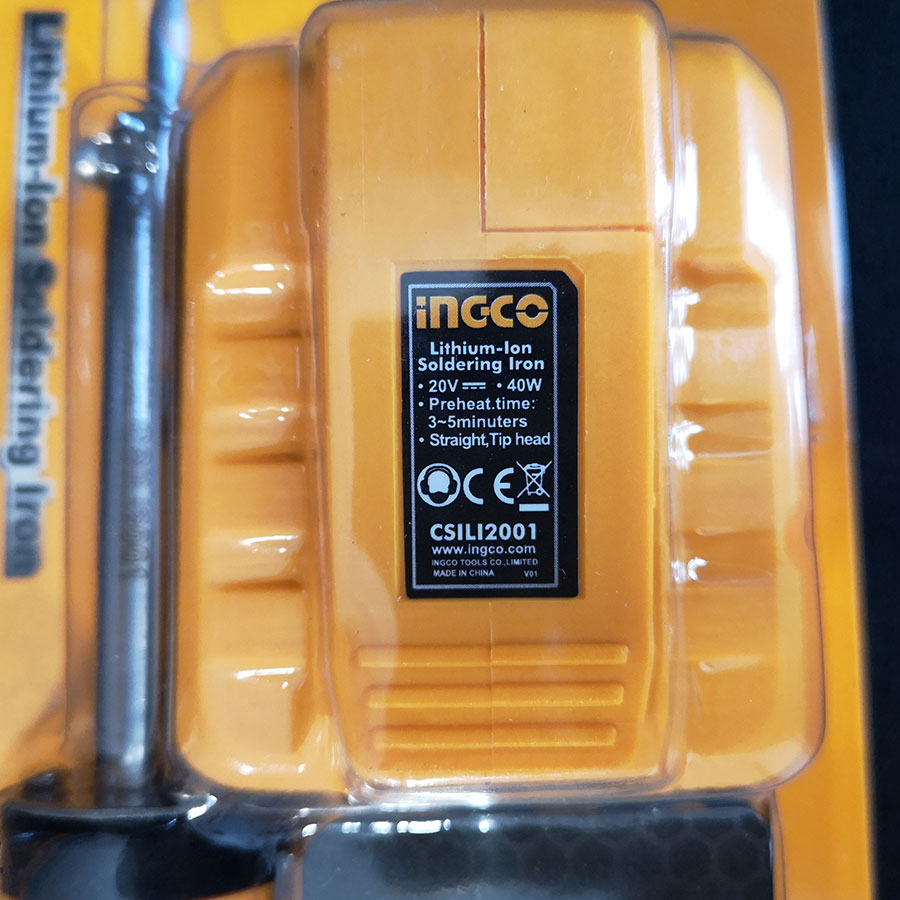 Lithium-Ion Soldering Iron
INGCO
Lithium-Ion
Soldering Iron
• 20V ⎓ • 40W
• Preheat.time:
3~5minuters
• Straight,Tip head
CE
CSILI2001
www.ingco.com
INGCO TOOLS CO.,LIMITED
MADE IN CHINA V01